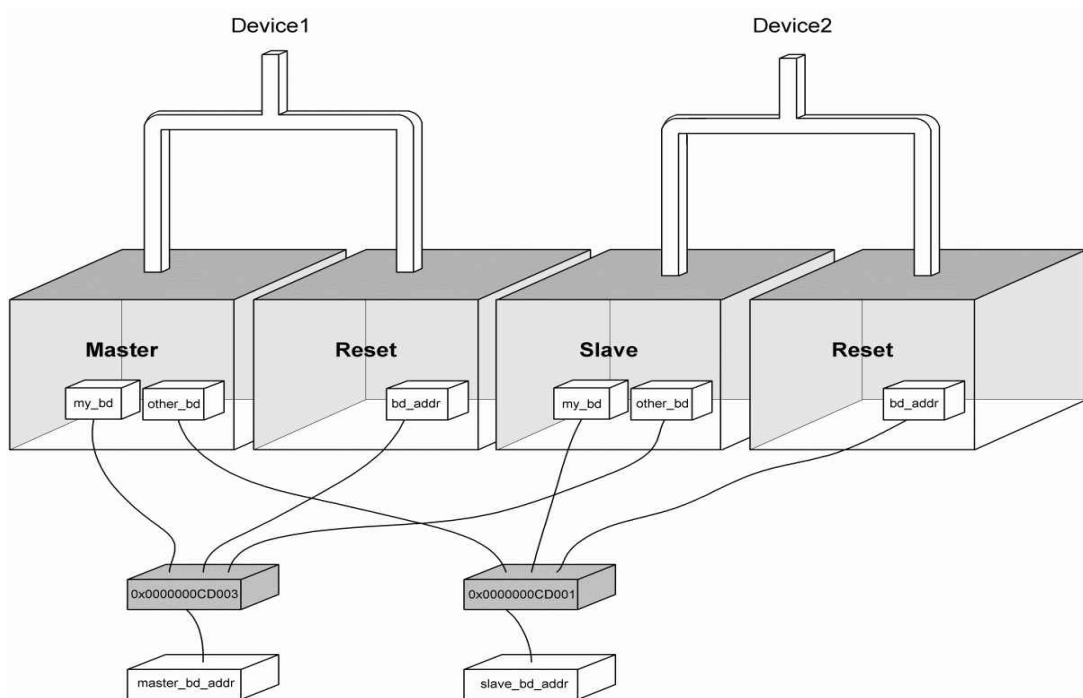 Device1
Device2
Master
Reset
Slave
Reset
my_bd
other_bd
bd_addr
my_bd
other_bd
bd_addr
0x0000000CD003
0x0000000CD001
master_bd_addr
slave_bd_addr